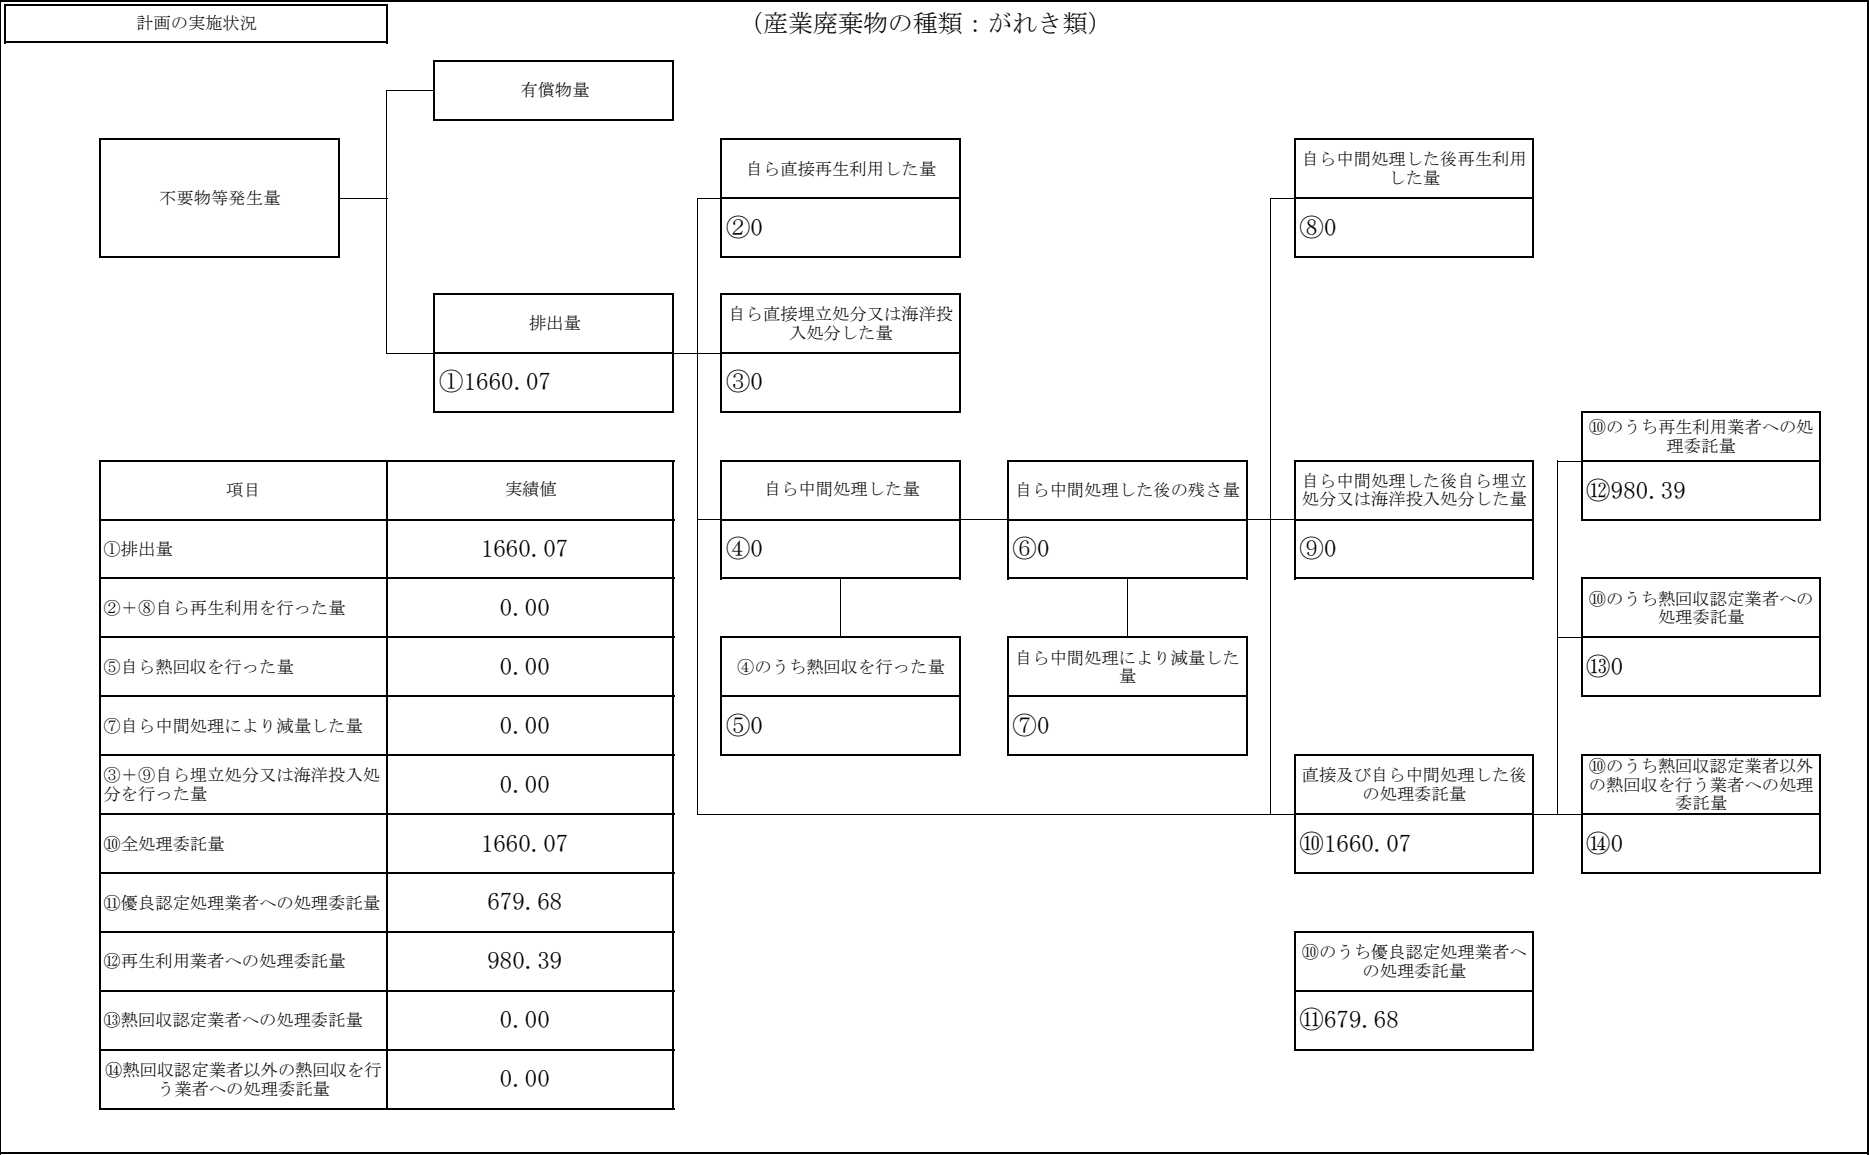 計画の実施状況
（産業廃棄物の種類：がれき類）
有償物量
不要物等発生量
自ら直接再生利用した量
②0
自ら中間処理した後再生利用
した量
⑧0
排出量
①1660.07
自ら直接埋立処分又は海洋投
入処分した量
③0
⑩のうち再生利用業者への処
理委託量
⑫980.39
自ら中間処理した量
④0
自ら中間処理した後の残さ量
⑥0
自ら中間処理した後自ら埋立
処分又は海洋投入処分した量
⑨0
⑩のうち熱回収認定業者への
処理委託量
⑬0
④のうち熱回収を行った量
⑤0
自ら中間処理により減量した
量
⑦0
直接及び自ら中間処理した後
の処理委託量
⑩1660.07
⑩のうち熱回収認定業者以外
の熱回収を行う業者への処理
委託量
⑭0
⑩のうち優良認定処理業者へ
の処理委託量
⑪679.68
項目 実績値
①排出量 1660.07
②＋⑧自ら再生利用を行った量 0.00
⑤自ら熱回収を行った量 0.00
⑦自ら中間処理により減量した量 0.00
③＋⑨自ら埋立処分又は海洋投入処
分を行った量 0.00
⑩全処理委託量 1660.07
⑪優良認定処理業者への処理委託量 679.68
⑫再生利用業者への処理委託量 980.39
⑬熱回収認定業者への処理委託量 0.00
⑭熱回収認定業者以外の熱回収を行
う業者への処理委託量 0.00